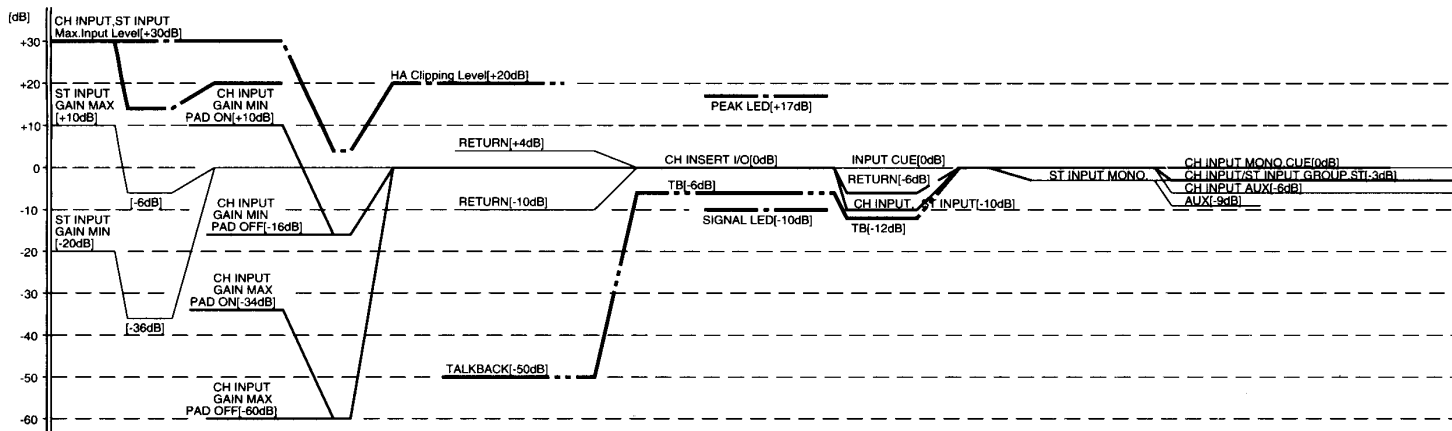 [dB]
CH INPUT,ST INPUT
Max.Input Level[+30dB]
+30
+20
+10
0
-10
-20
-30
-40
-50
-60
ST INPUT
GAIN MAX
[+10dB]
CH INPUT
GAIN MIN
PAD ON[+10dB]
HA Clipping Level[+20dB]
PEAK LED[+17dB]
RETURN[+4dB]
CH INSERT I/O[0dB]
INPUT CUE[0dB]
CH INPUT MONO.CUE[0dB]
TB[-6dB]
RETURN[-6dB]
ST INPUT MONO.
CH INPUT/ST INPUT GROUP.ST[-3dB]
CH INPUT AUX[-6dB]
AUX[-9dB]
[-6dB]
RETURN[-10dB]
CH INPUT, ST INPUT[-10dB]
SIGNAL LED[-10dB]
TB[-12dB]
ST INPUT
GAIN MIN
[-20dB]
CH INPUT
GAIN MIN
PAD OFF[-16dB]
CH INPUT
GAIN MAX
PAD ON[-34dB]
[-36dB]
TALKBACK[-50dB]
CH INPUT
GAIN MAX
PAD OFF[-60dB]